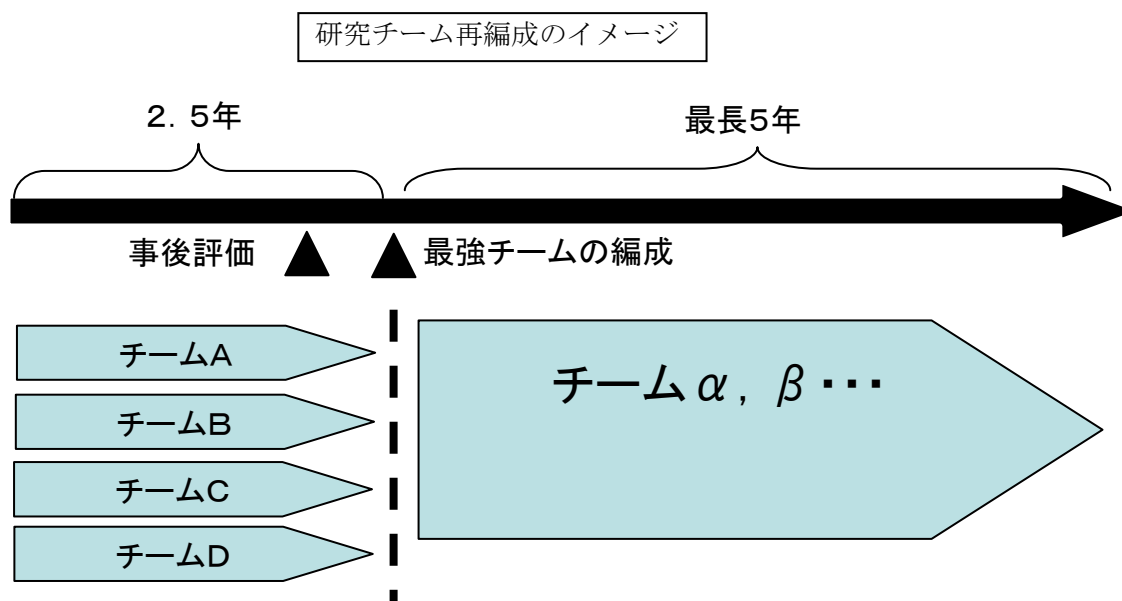 研究チーム再編成のイメージ
2．5年
最長5年
事後評価
最強チームの編成
チームA
チームB
チームC
チームD
チームα，β・・・